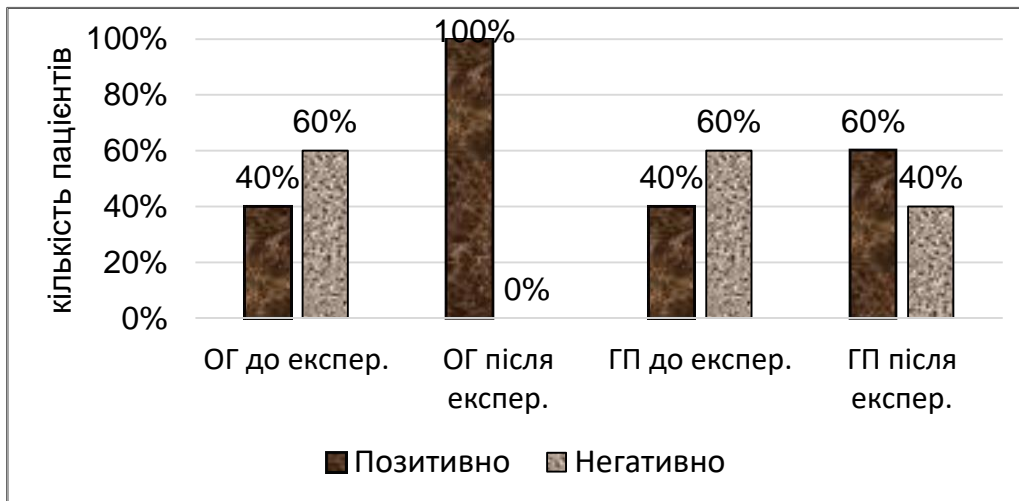 кількість пацієнтів
100%
80%
60%
40%
20%
0%
40%
60%
100%
0%
40%
60%
60%
40%
ОГ до експер.
ОГ після
експер.
ГП до експер.
ГП після
експер.
Позитивно
Негативно